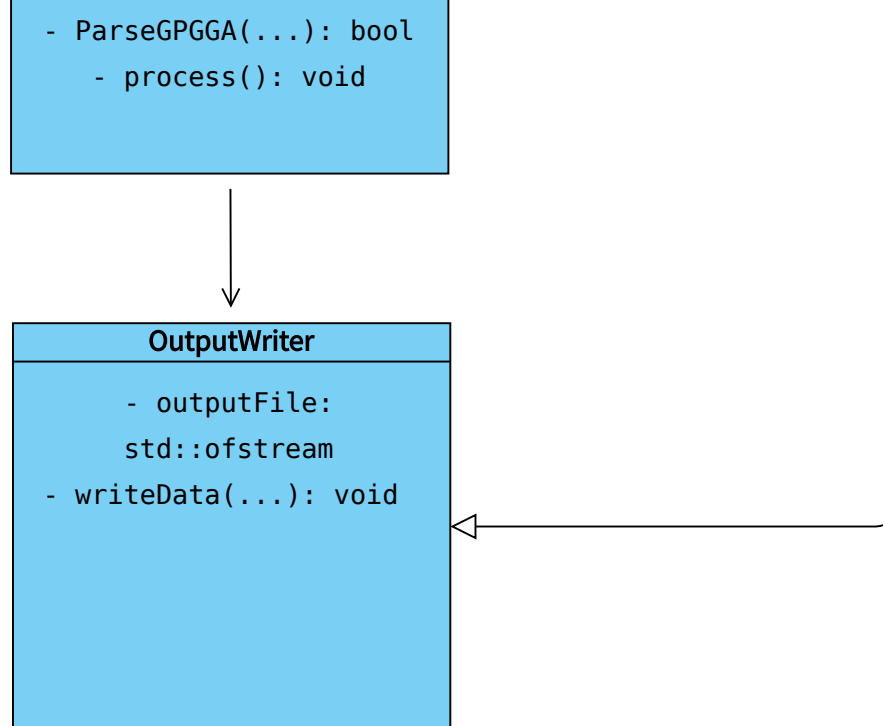 - ParseGPGGA(...): bool
- process(): void
OutputWriter
- outputFile:
std::ofstream
- writeData(...): void